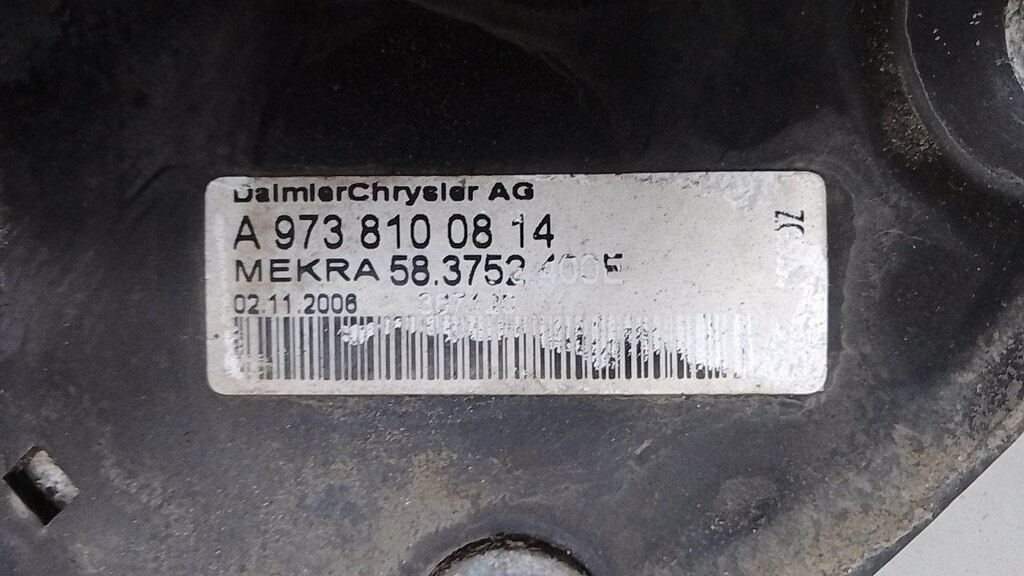 DaimlerChrysler AG
A 973 810 08 14
MEKRA 58.3752
02.11.2006